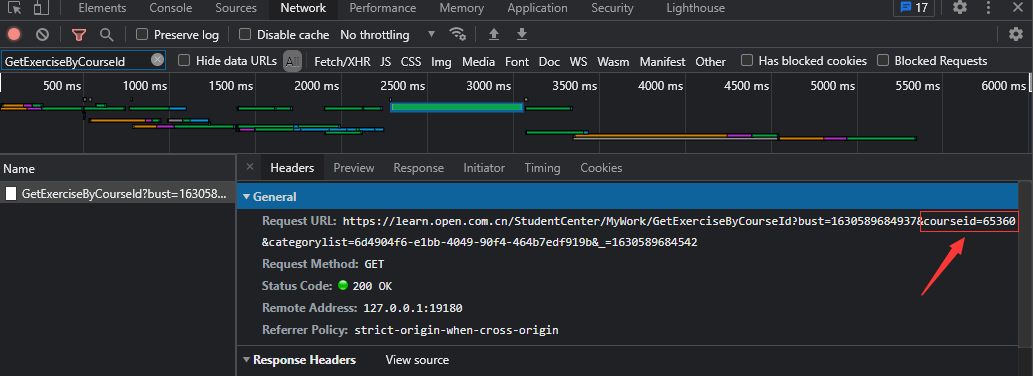 Elements Console Sources Network Performance Memory Application Security Lighthouse 17
Preserve log Disable cache No throttling
GetExerciseByCourseId Hide data URLs All Fetch/XHR JS CSS Img Media Font Doc WS Wasm Manifest Other Has blocked cookies Blocked Requests
500 ms 1000 ms 1500 ms 2000 ms 2500 ms 3000 ms 3500 ms 4000 ms 4500 ms 5000 ms 5500 ms 6000 ms
Name × Headers Preview Response Initiator Timing Cookies
GetExerciseByCourseId?bust=163058...
General
Request URL: https://learn.open.com.cn/StudentCenter/MyWork/GetExerciseByCourseId?bust=1630589684937&courseid=65360
&categorylist=6d4904f6-e1bb-4049-90f4-464b7edf919b&_=1630589684542
Request Method: GET
Status Code: 200 OK
Remote Address: 127.0.0.1:19180
Referrer Policy: strict-origin-when-cross-origin
Response Headers View source